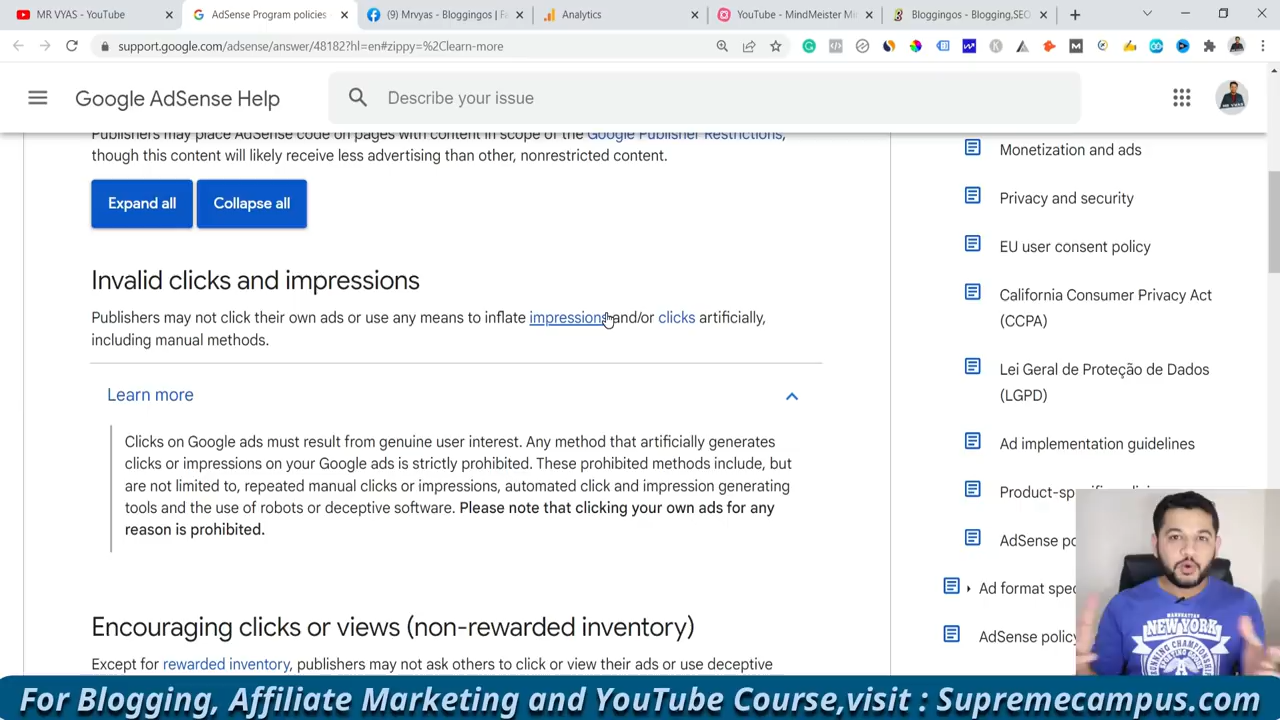 MR VYAS - YouTube
AdSense Program policies -
(9) Mrvyas - Bloggingos | Fa
Analytics
YouTube - MindMeister Mi
Bloggingos - Blogging,SEO
support.google.com/adsense/answer/48182?hl=en#zippy=%2Clearn-more
Google AdSense Help
Describe your issue
Publishers may place AdSense code on pages with content in scope of the Google Publisher Restrictions,
though this content will likely receive less advertising than other, nonrestricted content.
Expand all
Collapse all
Invalid clicks and impressions
Publishers may not click their own ads or use any means to inflate impressions and/or clicks artificially,
including manual methods.
Learn more
Clicks on Google ads must result from genuine user interest. Any method that artificially generates
clicks or impressions on your Google ads is strictly prohibited. These prohibited methods include, but
are not limited to, repeated manual clicks or impressions, automated click and impression generating
tools and the use of robots or deceptive software. Please note that clicking your own ads for any
reason is prohibited.
Encouraging clicks or views (non-rewarded inventory)
Except for rewarded inventory, publishers may not ask others to click or view their ads or use deceptive
Monetization and ads
Privacy and security
EU user consent policy
California Consumer Privacy Act
(CCPA)
Lei Geral de Proteção de Dados
(LGPD)
Ad implementation guidelines
AdSense po
Ad format spec
AdSense policy
MANHATTAN
NEW YORK
RUNNING CHAMPIONSHIP
For Blogging, Affiliate Marketing and YouTube Course,visit : Supremecampus.com